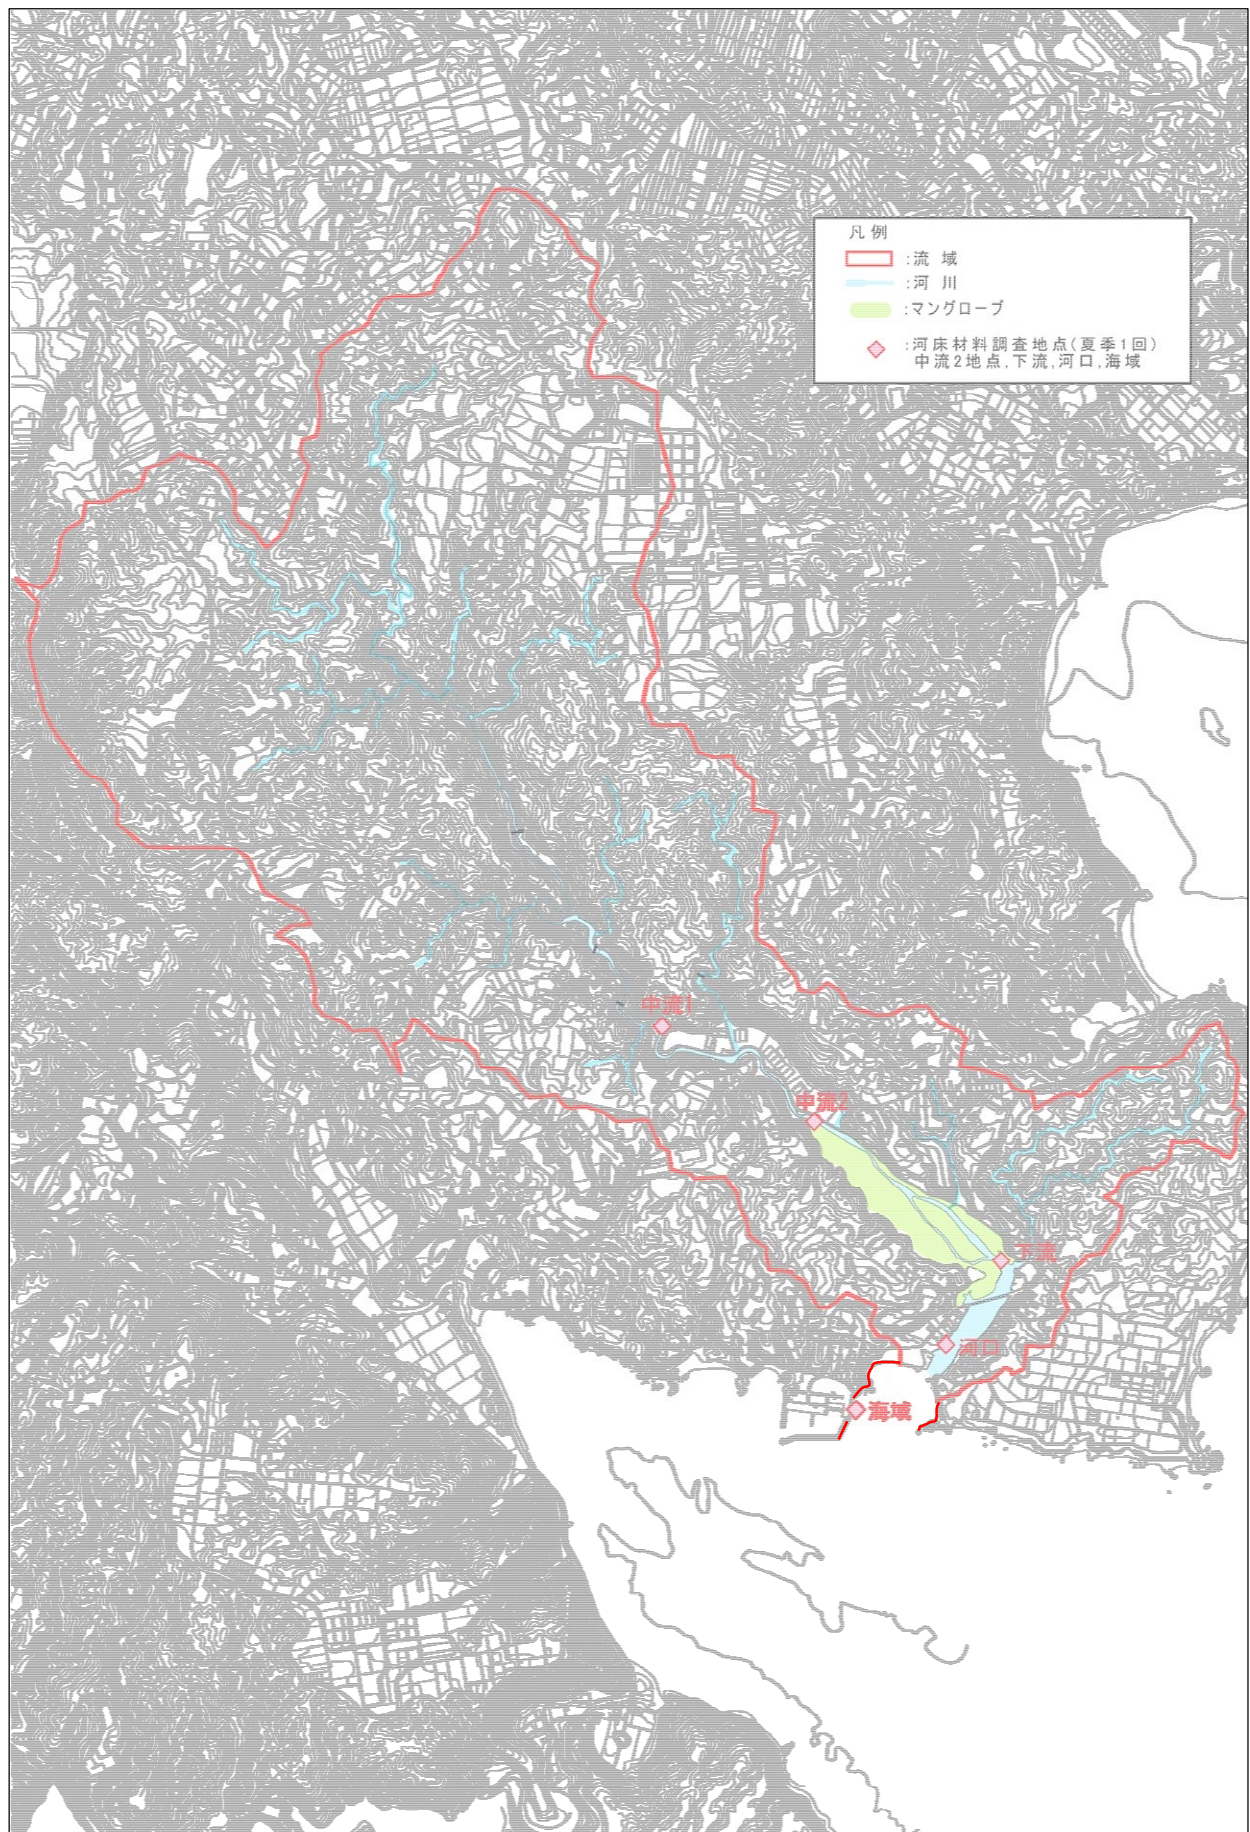 凡例
:流 域
:河 川
:マングローブ
:河床材料調査地点(夏季1回)
中流2地点,下流,河口,海域
中流1
中流2
下流
河口
海域